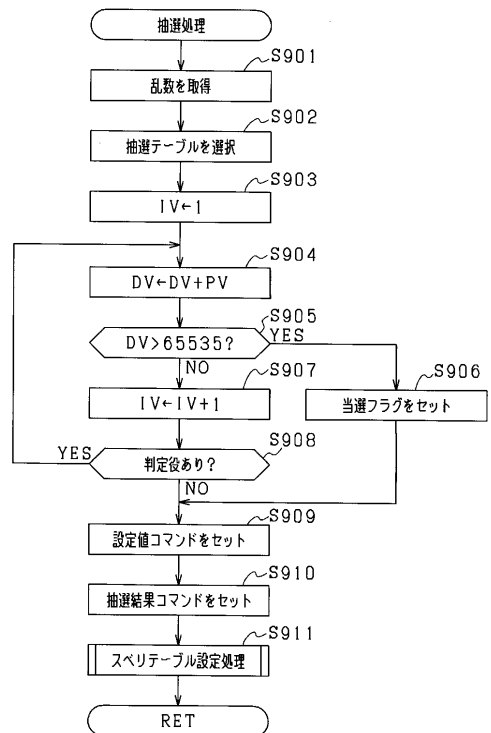 抽選処理
S901
乱数を取得
S902
抽選テーブルを選択
S903
IV←1
S904
DV←DV+PV
S905
DV>65535?
YES
NO
S907
IV←IV+1
S906
当選フラグをセット
S908
YES
判定役あり?
NO
S909
設定値コマンドをセット
S910
抽選結果コマンドをセット
S911
スベリテーブル設定処理
RET